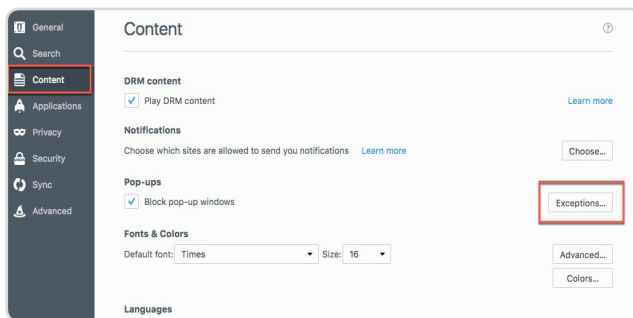 General
Search
Content
Applications
Privacy
Security
Sync
Advanced
Content
?
DRM content
Play DRM content
Learn more
Notifications
Choose which sites are allowed to send you notifications Learn more
Choose...
Pop-ups
Block pop-up windows
Exceptions...
Fonts & Colors
Default font: Times Size: 16
Advanced...
Colors...
Languages